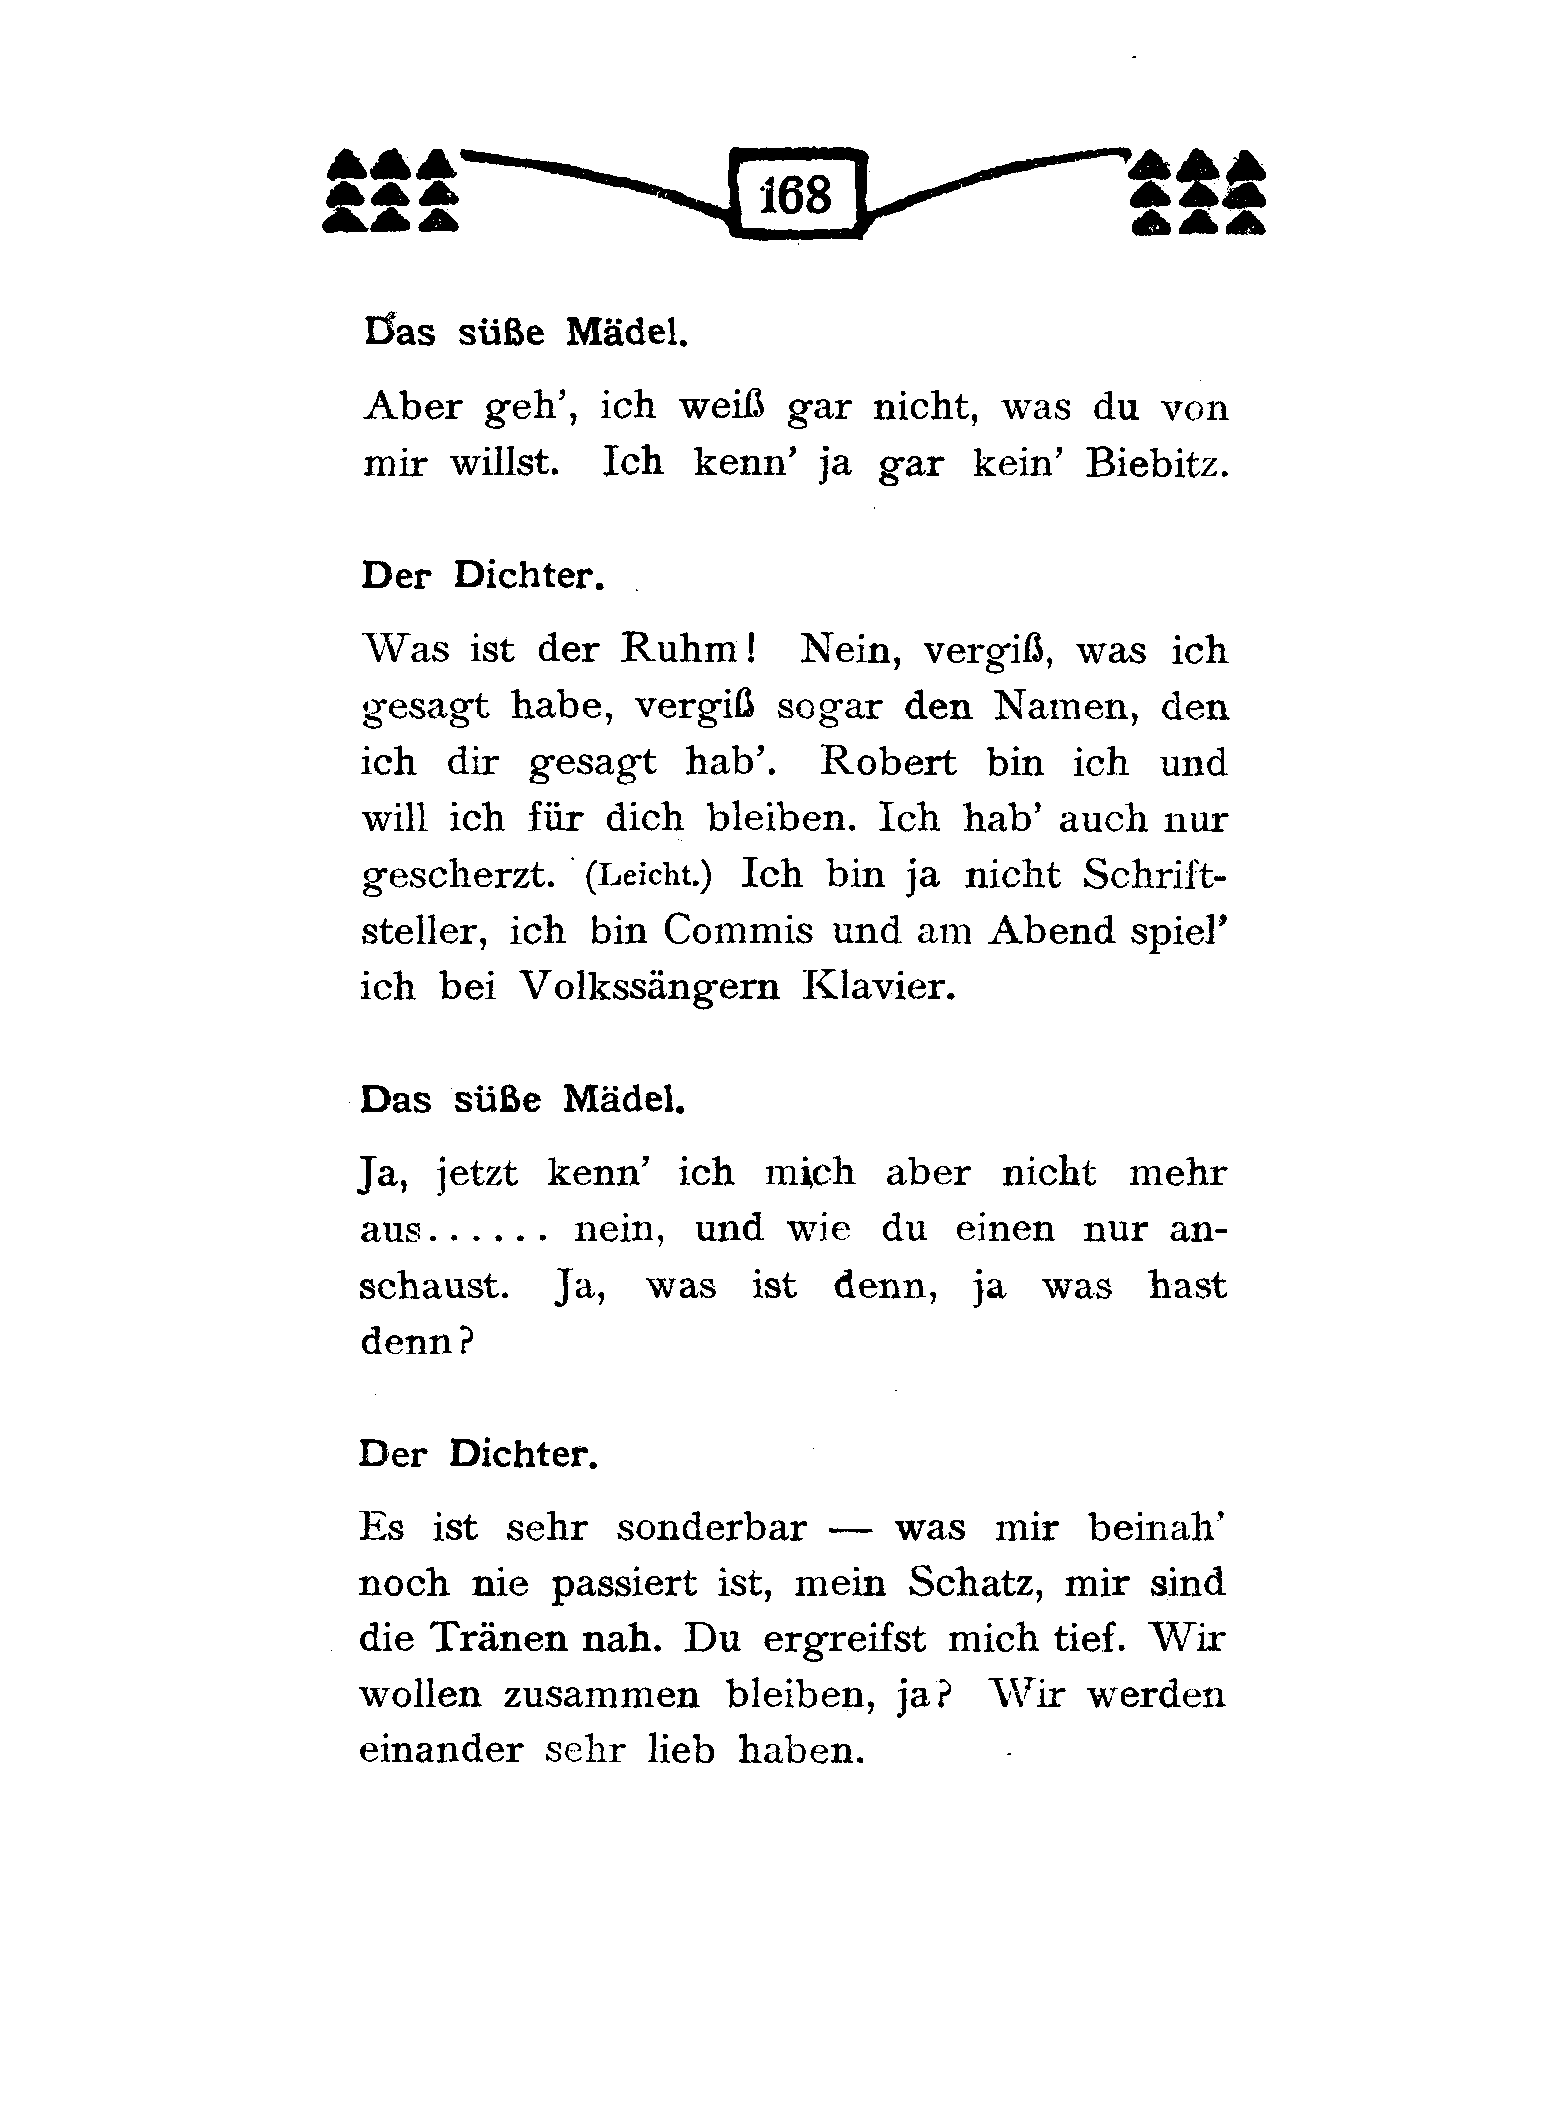 168
Das süße Mädel.
Aber geh’, ich weiß gar nicht, was du von
mir willst. Ich kenn’ ja gar kein’ Biebitz.
Der Dichter.
Was ist der Ruhm! Nein, vergiß, was ich
gesagt habe, vergiß sogar den Namen, den
ich dir gesagt hab’. Robert bin ich und
will ich für dich bleiben. Ich hab’ auch nur
gescherzt. (Leicht.) Ich bin ja nicht Schrift-
steller, ich bin Commis und am Abend spiel’
ich bei Volkssängern Klavier.
Das süße Mädel.
Ja, jetzt kenn’ ich mich aber nicht mehr
aus...... nein, und wie du einen nur an-
schaust. Ja, was ist denn, ja was hast
denn?
Der Dichter.
Es ist sehr sonderbar — was mir beinah’
noch nie passiert ist, mein Schatz, mir sind
die Tränen nah. Du ergreifst mich tief. Wir
wollen zusammen bleiben, ja? Wir werden
einander sehr lieb haben.